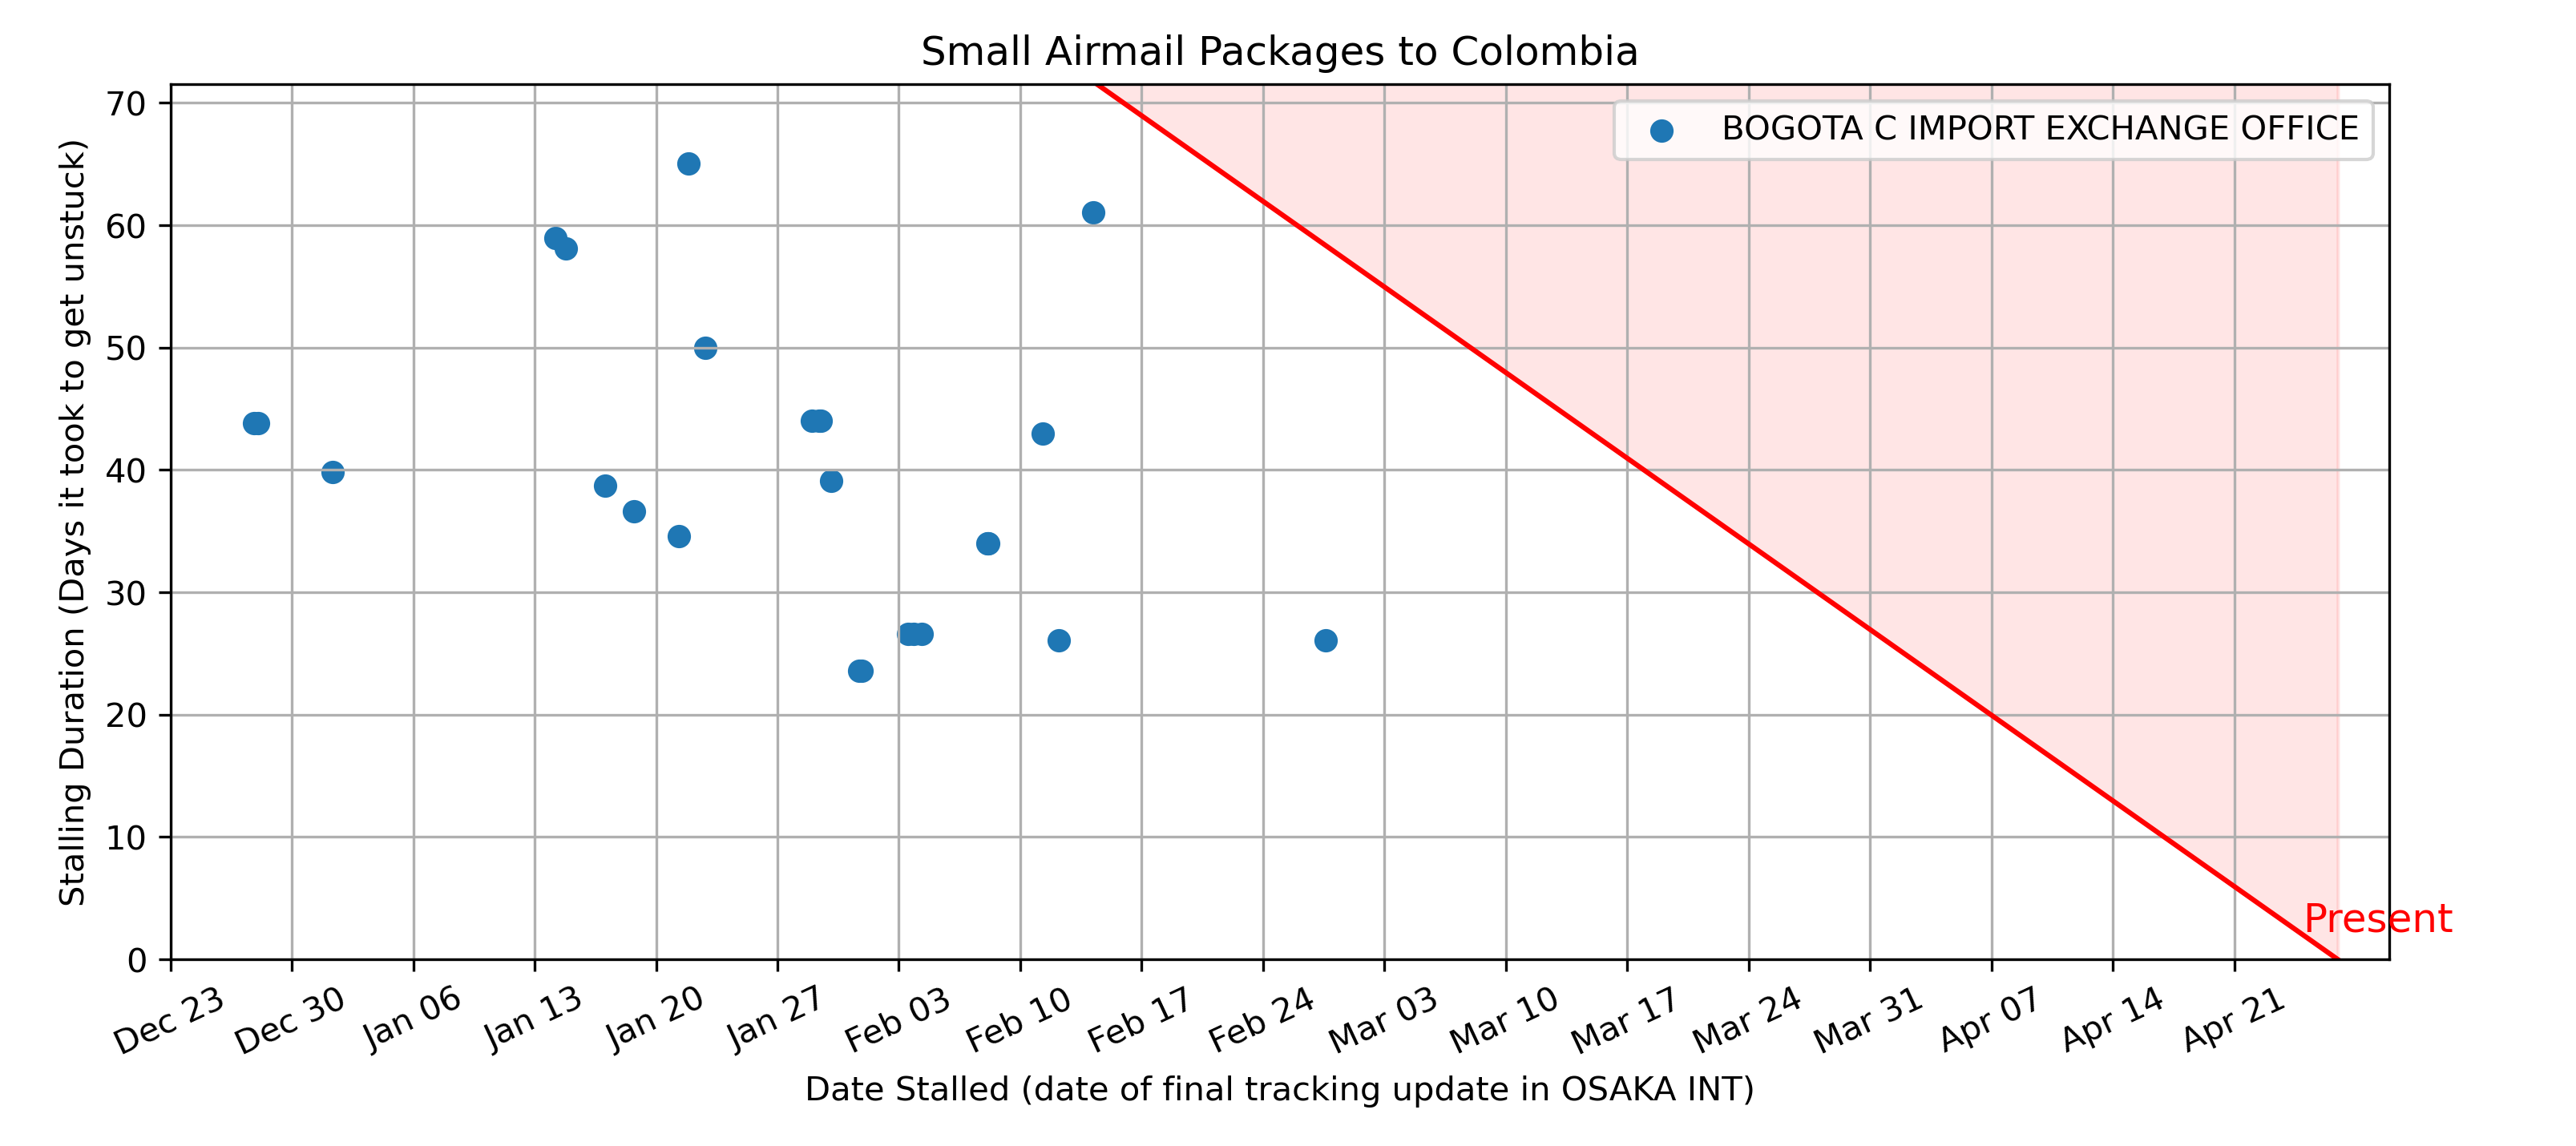 Small Airmail Packages to Colombia
BOGOTA C IMPORT EXCHANGE OFFICE
Stalling Duration (Days it took to get unstuck)
70
60
50
40
30
20
10
0
Present
Dec 23
Dec 30
Jan 06
Jan 13
Jan 20
Jan 27
Feb 03
Feb 10
Feb 17
Feb 24
Mar 03
Mar 10
Mar 17
Mar 24
Mar 31
Apr 07
Apr 14
Apr 21
Date Stalled (date of final tracking update in OSAKA INT)